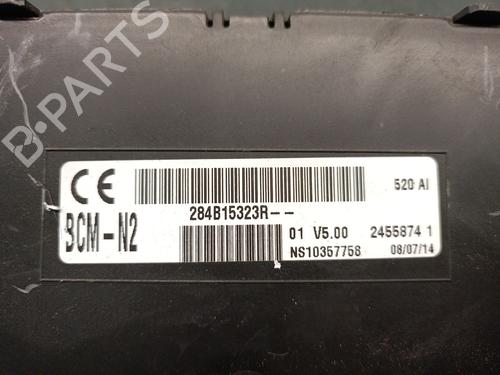 B-PARTS
CE
520 AI
284B15323R--
BCM-N2
01 V5.00 2455874 1
NS10357758 08/07/14